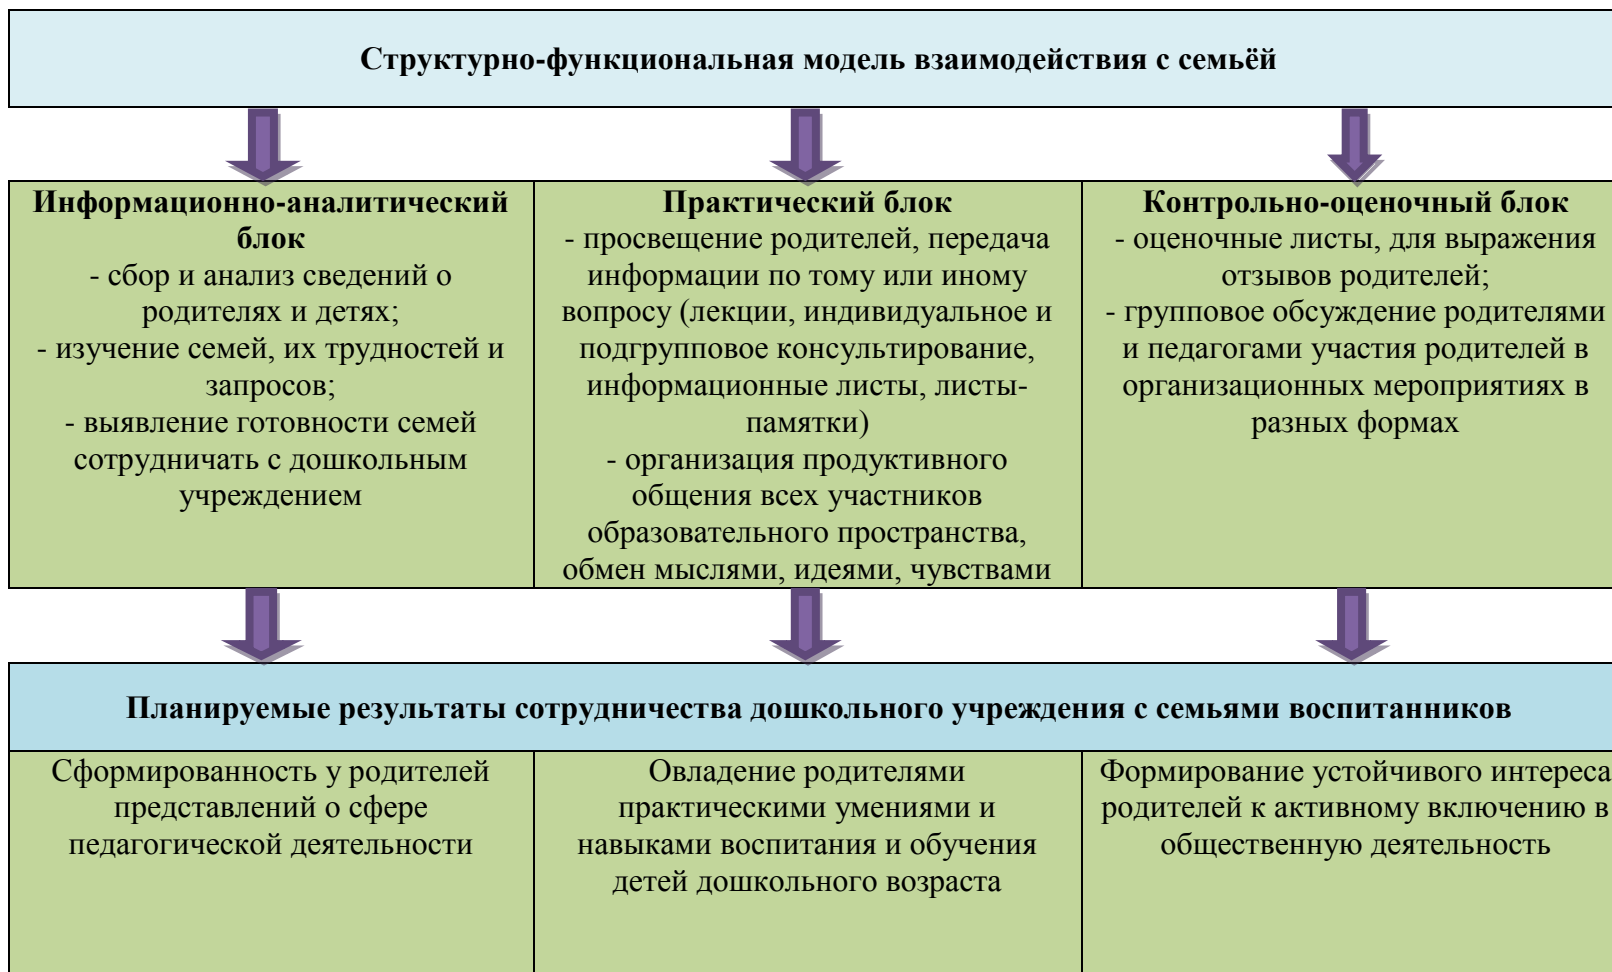 Структурно-функциональная модель взаимодействия с семьёй
Информационно-аналитический
блок
- сбор и анализ сведений о
родителях и детях;
- изучение семей, их трудностей и
запросов;
- выявление готовности семей
сотрудничать с дошкольным
учреждением
Практический блок
- просвещение родителей, передача
информации по тому или иному
вопросу (лекции, индивидуальное и
подгрупповое консультирование,
информационные листы, листы-
памятки)
- организация продуктивного
общения всех участников
образовательного пространства,
обмен мыслями, идеями, чувствами
Контрольно-оценочный блок
- оценочные листы, для выражения
отзывов родителей;
- групповое обсуждение родителями
и педагогами участия родителей в
организационных мероприятиях в
разных формах
Планируемые результаты сотрудничества дошкольного учреждения с семьями воспитанников
Сформированность у родителей
представлений о сфере
педагогической деятельности
Овладение родителями
практическими умениями и
навыками воспитания и обучения
детей дошкольного возраста
Формирование устойчивого интереса
родителей к активному включению в
общественную деятельность